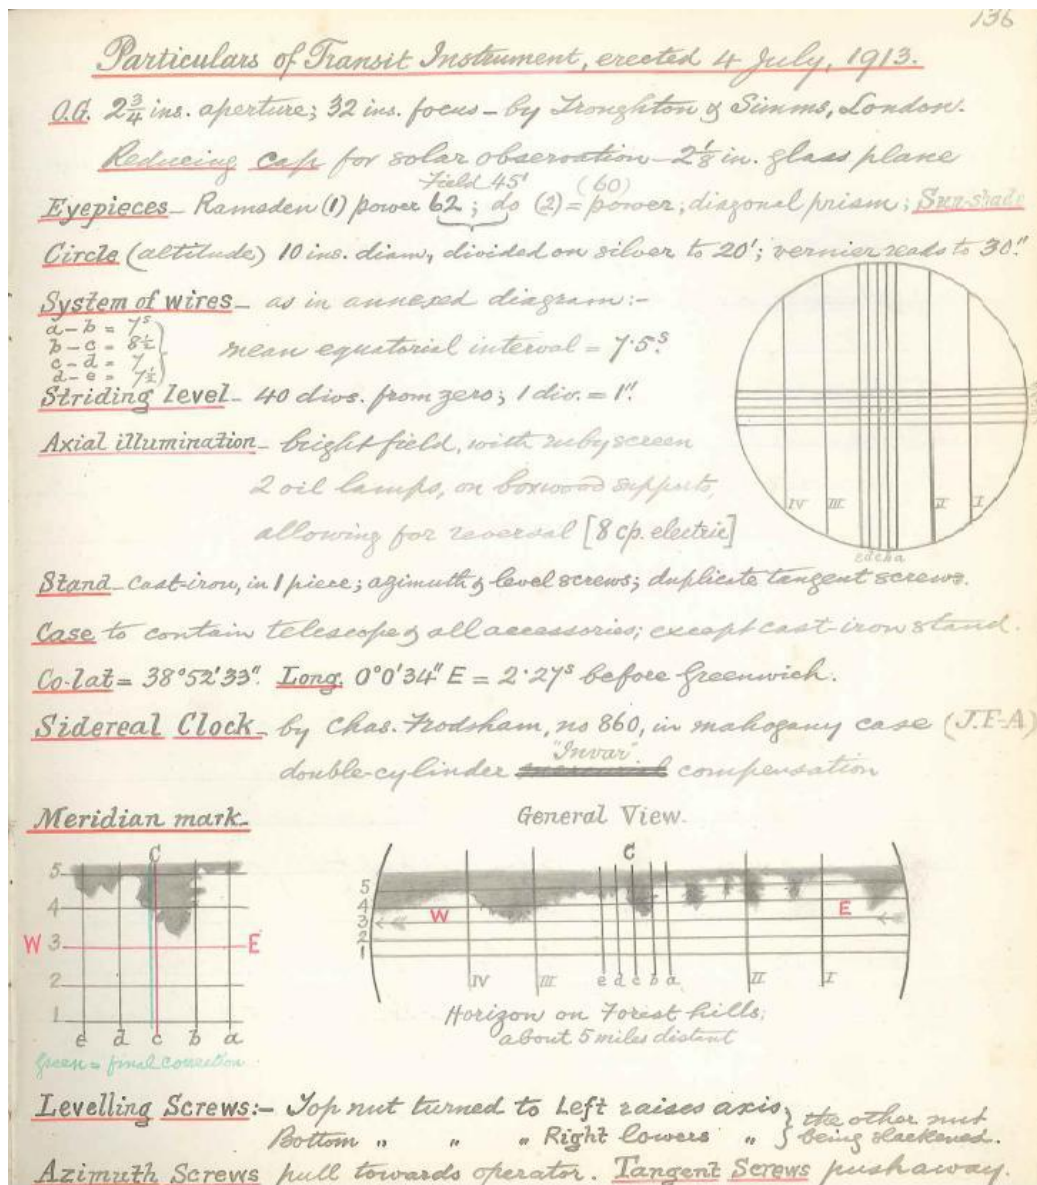 136
Particulars of Transit Instrument, erected 4 July, 1913.
O.G. 2 3/4 ins. aperture; 32 ins. focus – by Troughton & Simms, London.
Reducing cap for solar observation – 2 1/8 in. glass plane
Field 45' (60)
Eyepieces – Ramsden (1) power 62; do (2) = power; diagonal prism; Sun-shade
Circle (altitude) 10 ins. diam, divided on silver to 20'; vernier reads to 30".
System of wires – as in annexed diagram:-
a – b = 7s
b – c = 8 1/2
c – d = 7
d – e = 7 1/2
mean equatorial interval = 7.5s.
Striding level – 40 divs. from zero; 1 div. = 1".
Axial illumination – bright field, with ruby screen
2 oil lamps, on boxwood supports,
allowing for reversal [8 cp. electric]
IV III II I
e d c b a
Stand – cast-iron, in 1 piece; azimuth & level screws; duplicate tangent screws.
Case to contain telescope & all accessories; except cast-iron stand.
Co-lat = 38°52'33". Long. 0°0'34" E = 2.27s before Greenwich.
Sidereal Clock – by Chas. Frodsham, no 860, in mahogany case (J.F-A)
"Invar"
double-cylinder mercurial compensation
Meridian mark –
C
5
4
W 3 E
2
1
e d c b a
Green = final correction
General View.
C
5
4 W E
3
2
1
IV III e d c b a II I
Horizon on Forest hills,
about 5 miles distant
Levelling Screws:- Top nut turned to Left raises axis } the other nut
Bottom " " " Right lowers " } being slackened.
Azimuth Screws pull towards operator. Tangent Screws push away.